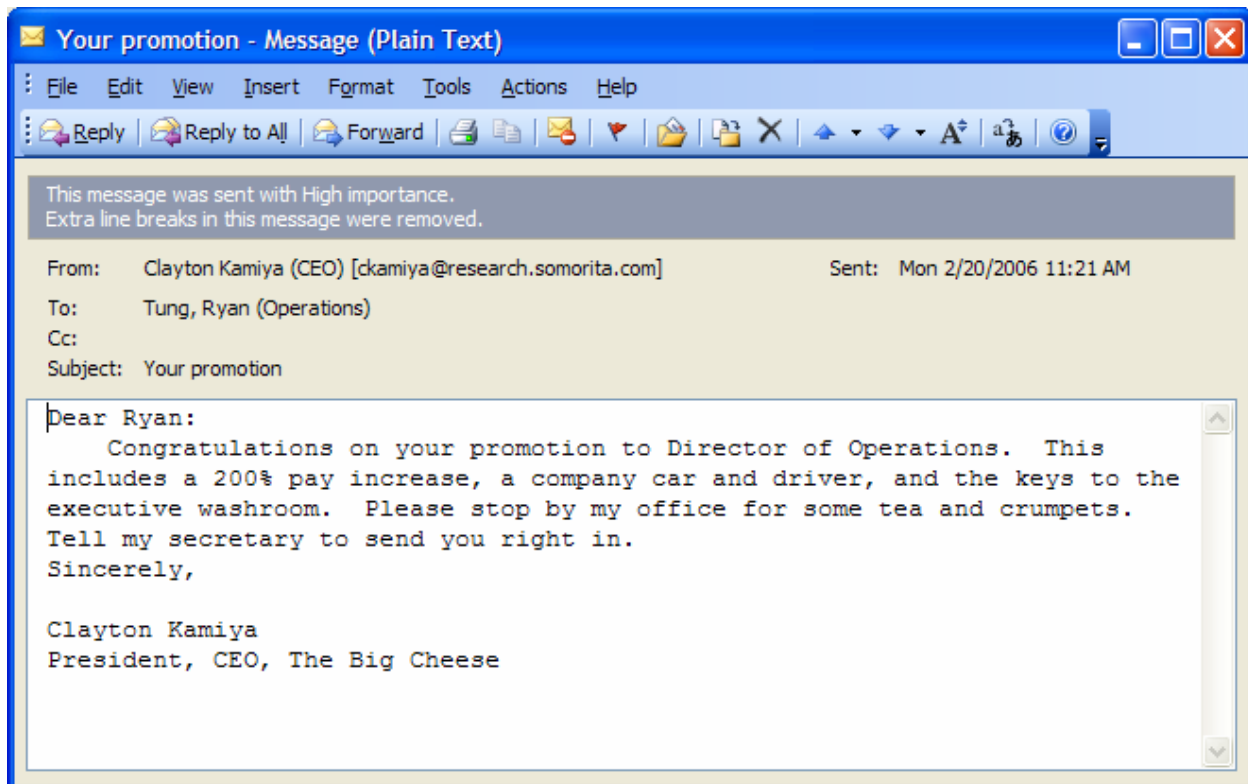 Your promotion - Message (Plain Text)
File Edit View Insert Format Tools Actions Help
Reply Reply to All Forward
This message was sent with High importance.
Extra line breaks in this message were removed.
From: Clayton Kamiya (CEO) [ckamiya@research.somorita.com] Sent: Mon 2/20/2006 11:21 AM
To: Tung, Ryan (Operations)
Cc:
Subject: Your promotion
Dear Ryan:
Congratulations on your promotion to Director of Operations. This
includes a 200% pay increase, a company car and driver, and the keys to the
executive washroom. Please stop by my office for some tea and crumpets.
Tell my secretary to send you right in.
Sincerely,
Clayton Kamiya
President, CEO, The Big Cheese